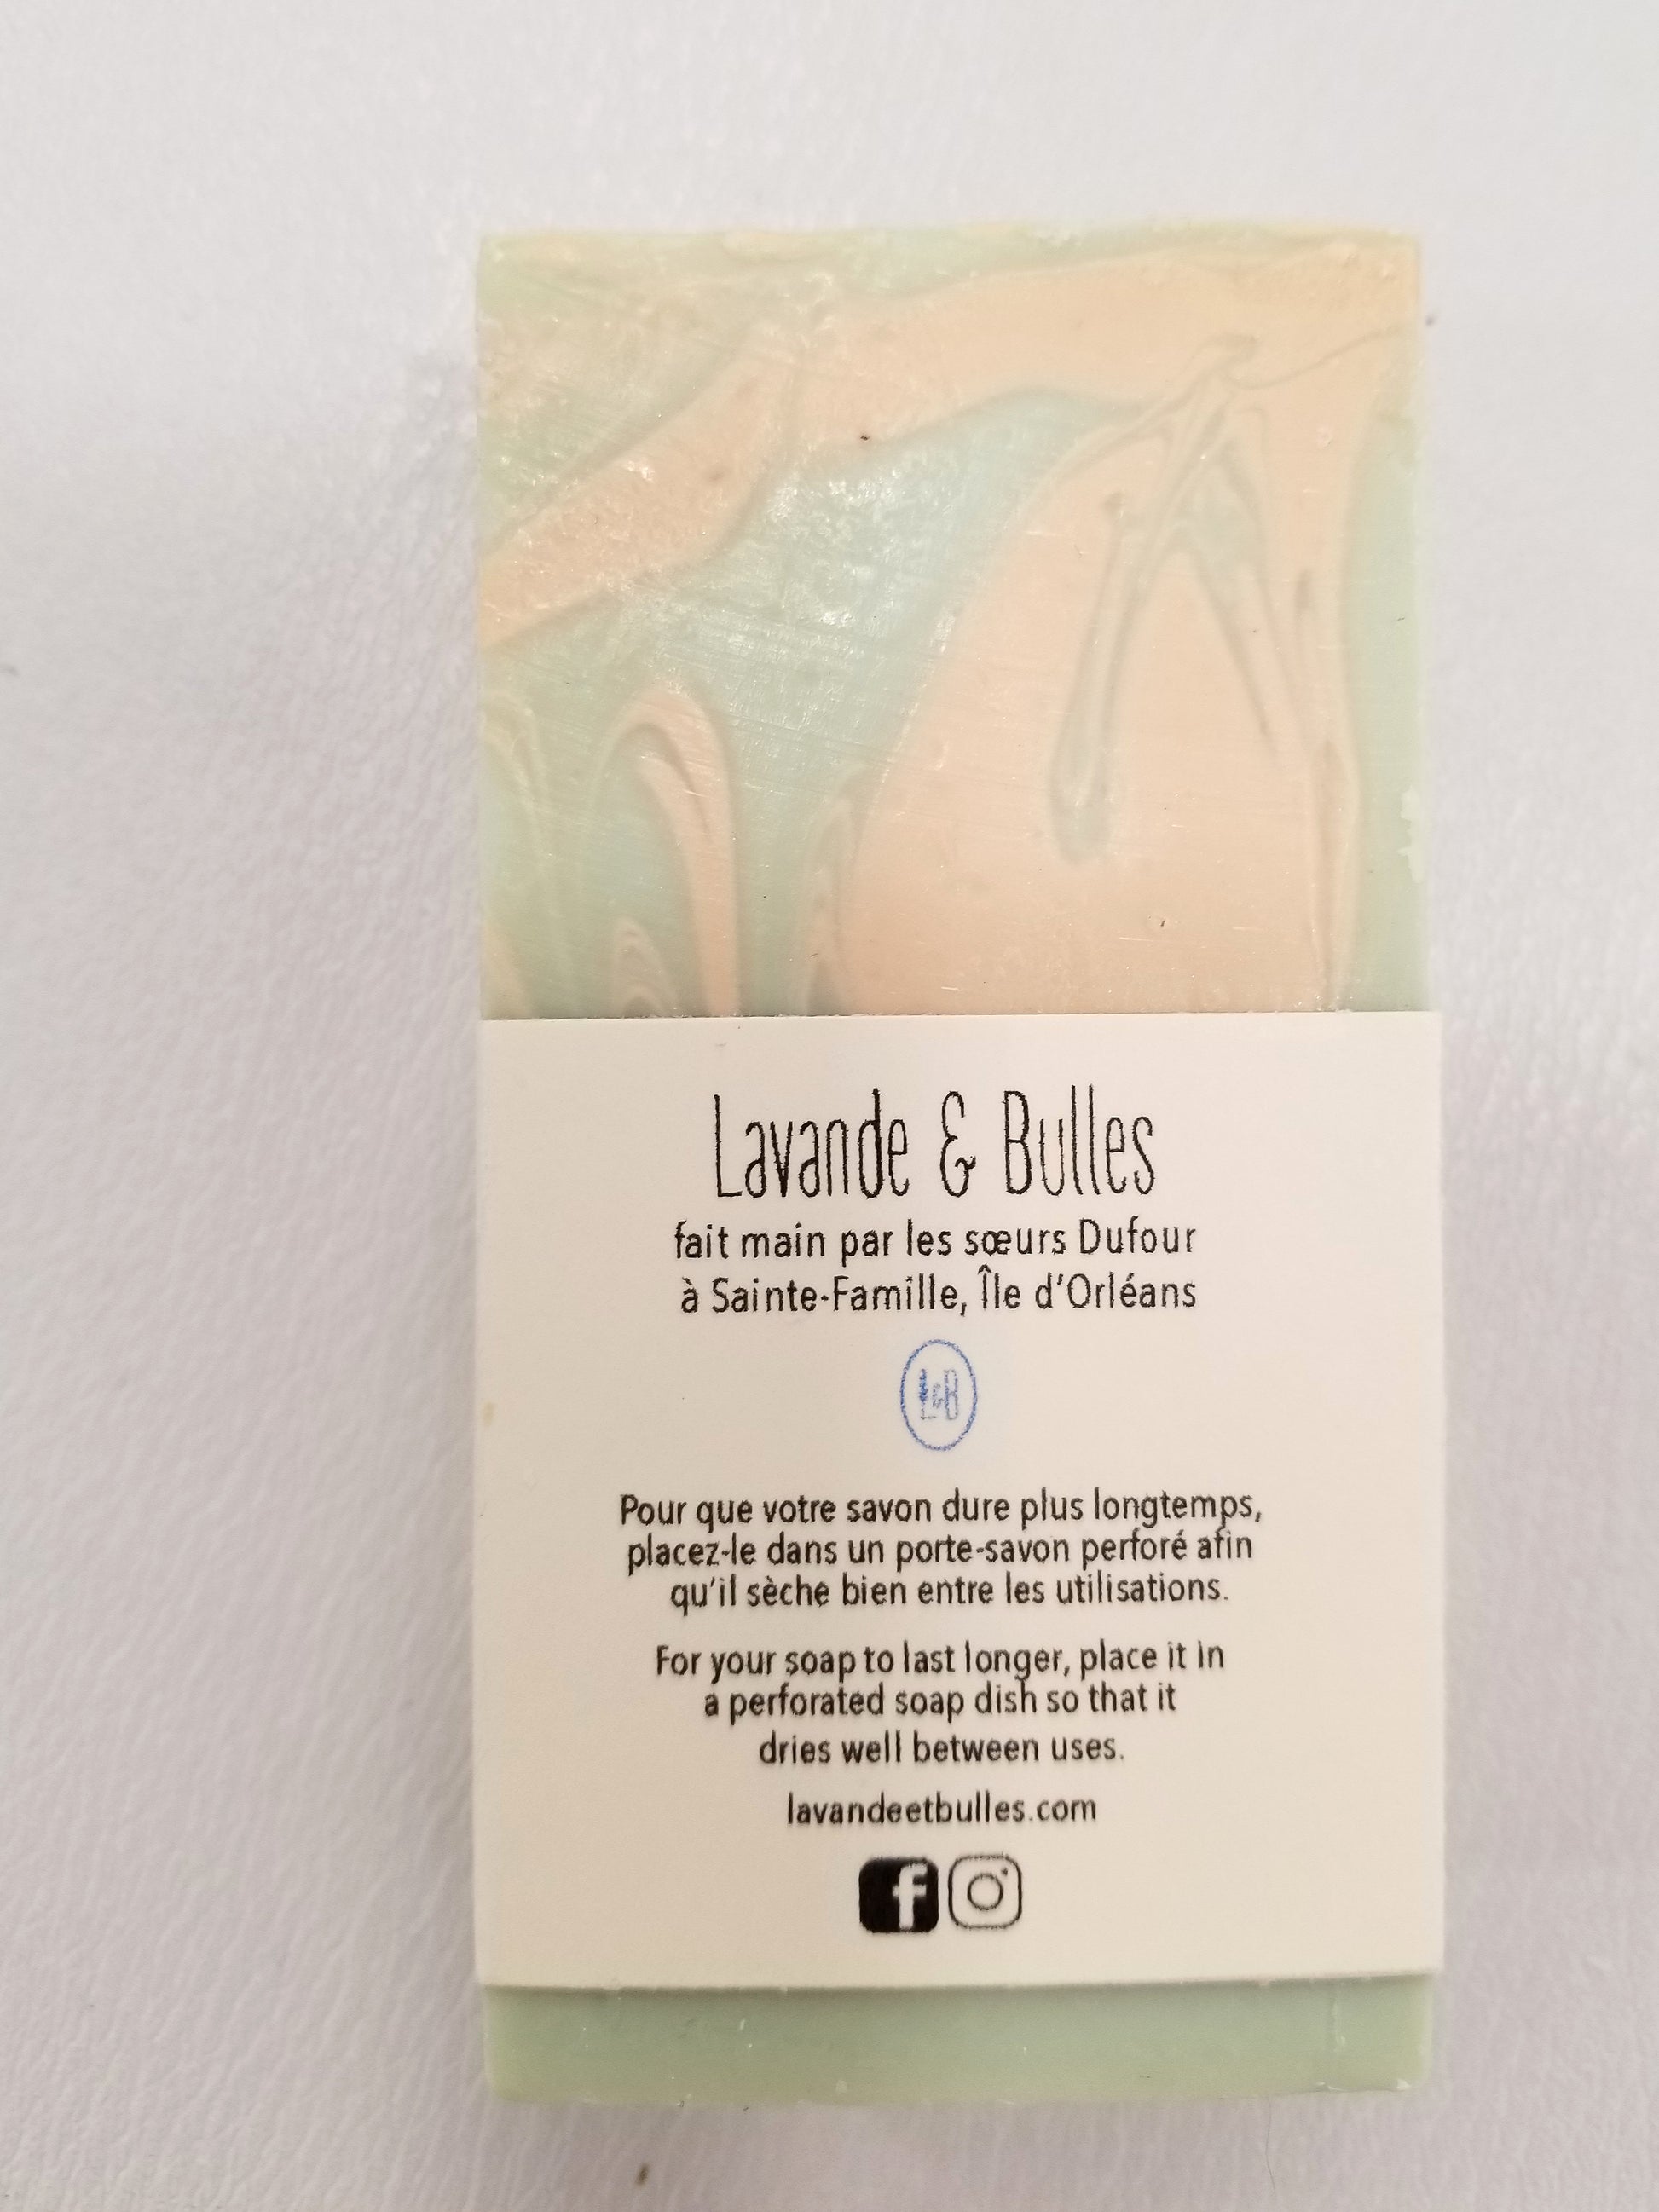 Lavande & Bulles
fait main par les sœurs Dufour
à Sainte-Famille, Île d'Orléans
L&B
Pour que votre savon dure plus longtemps,
placez-le dans un porte-savon perforé afin
qu'il sèche bien entre les utilisations.
For your soap to last longer, place it in
a perforated soap dish so that it
dries well between uses.
lavandeetbulles.com